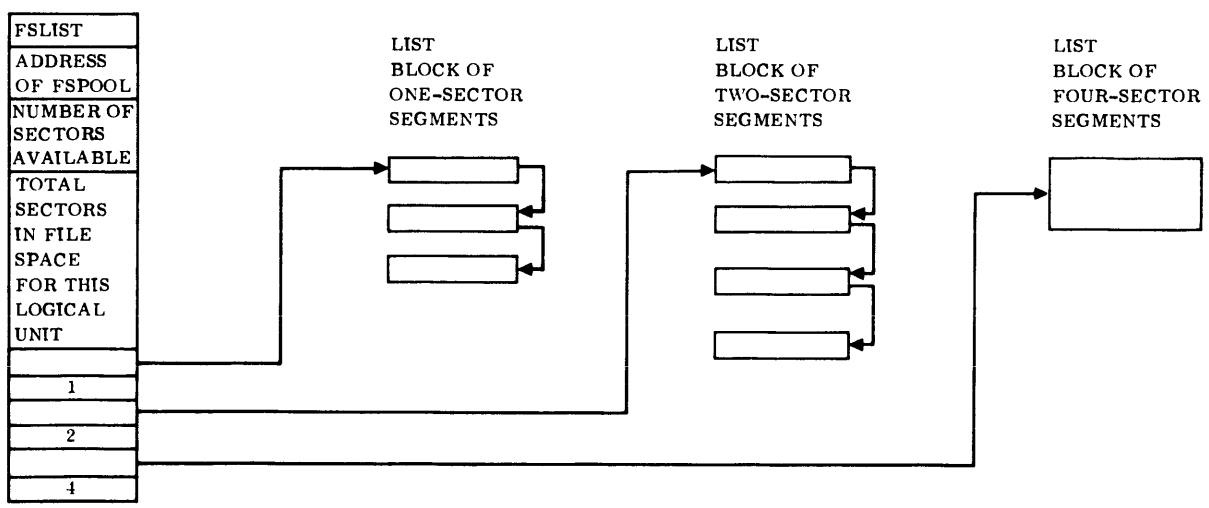 FSLIST
ADDRESS
OF FSPOOL
NUMBER OF
SECTORS
AVAILABLE
TOTAL
SECTORS
IN FILE
SPACE
FOR THIS
LOGICAL
UNIT
1
2
4
LIST
BLOCK OF
ONE-SECTOR
SEGMENTS
LIST
BLOCK OF
TWO-SECTOR
SEGMENTS
LIST
BLOCK OF
FOUR-SECTOR
SEGMENTS